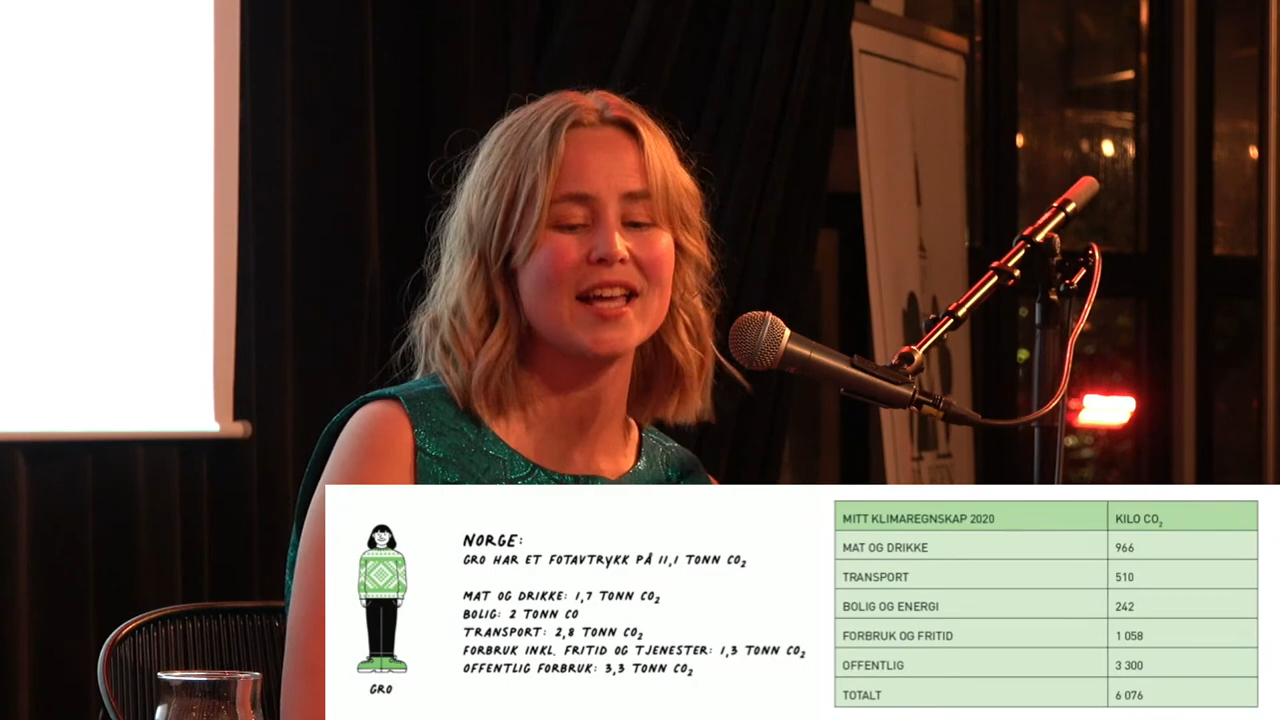 NORGE:
GRO HAR ET FOTAVTRYKK PÅ 11,1 TONN CO₂
MAT OG DRIKKE: 1,7 TONN CO₂
BOLIG: 2 TONN CO
TRANSPORT: 2,8 TONN CO₂
FORBRUK INKL. FRITID OG TJENESTER: 1,3 TONN CO₂
OFFENTLIG FORBRUK: 3,3 TONN CO₂
GRO
MITT KLIMAREGNSKAP 2020 KILO CO₂
MAT OG DRIKKE 966
TRANSPORT 510
BOLIG OG ENERGI 242
FORBRUK OG FRITID 1 058
OFFENTLIG 3 300
TOTALT 6 076